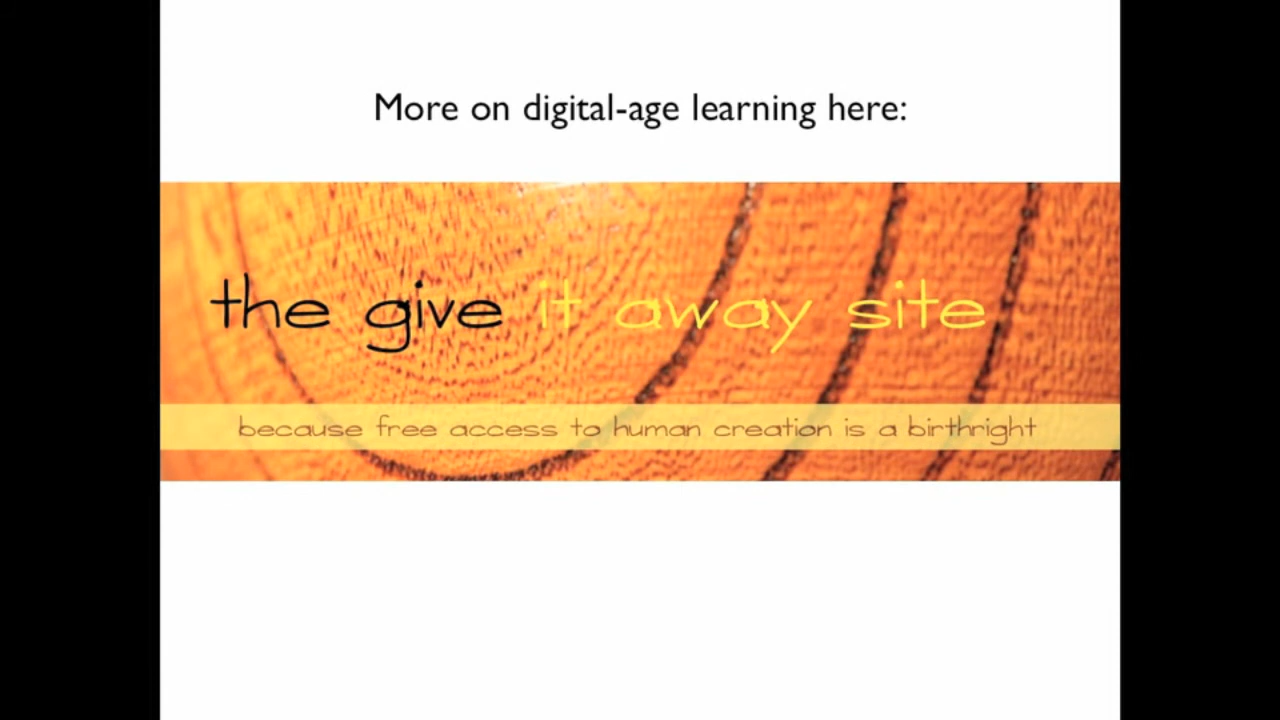 More on digital-age learning here:
the give it away site
because free access to human creation is a birthright